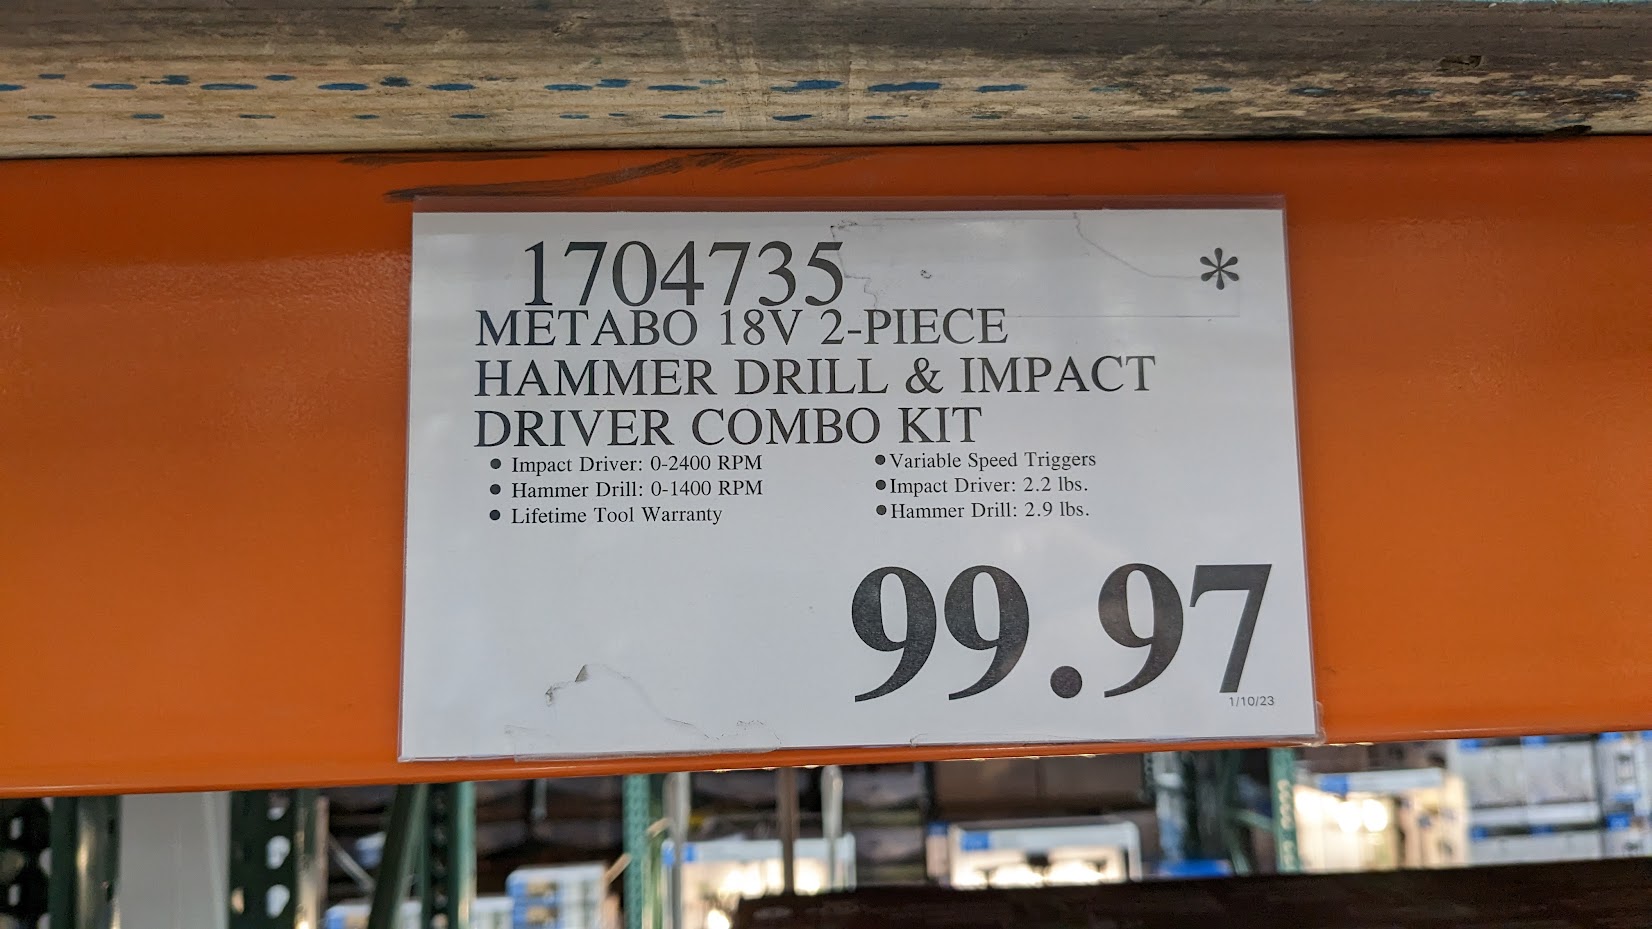 1704735 *
METABO 18V 2-PIECE
HAMMER DRILL & IMPACT
DRIVER COMBO KIT
• Impact Driver: 0-2400 RPM
• Hammer Drill: 0-1400 RPM
• Lifetime Tool Warranty
• Variable Speed Triggers
• Impact Driver: 2.2 lbs.
• Hammer Drill: 2.9 lbs.
99.97
1/10/23